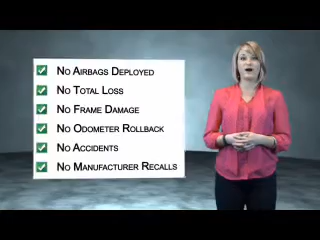 No Airbags Deployed
No Total Loss
No Frame Damage
No Odometer Rollback
No Accidents
No Manufacturer Recalls